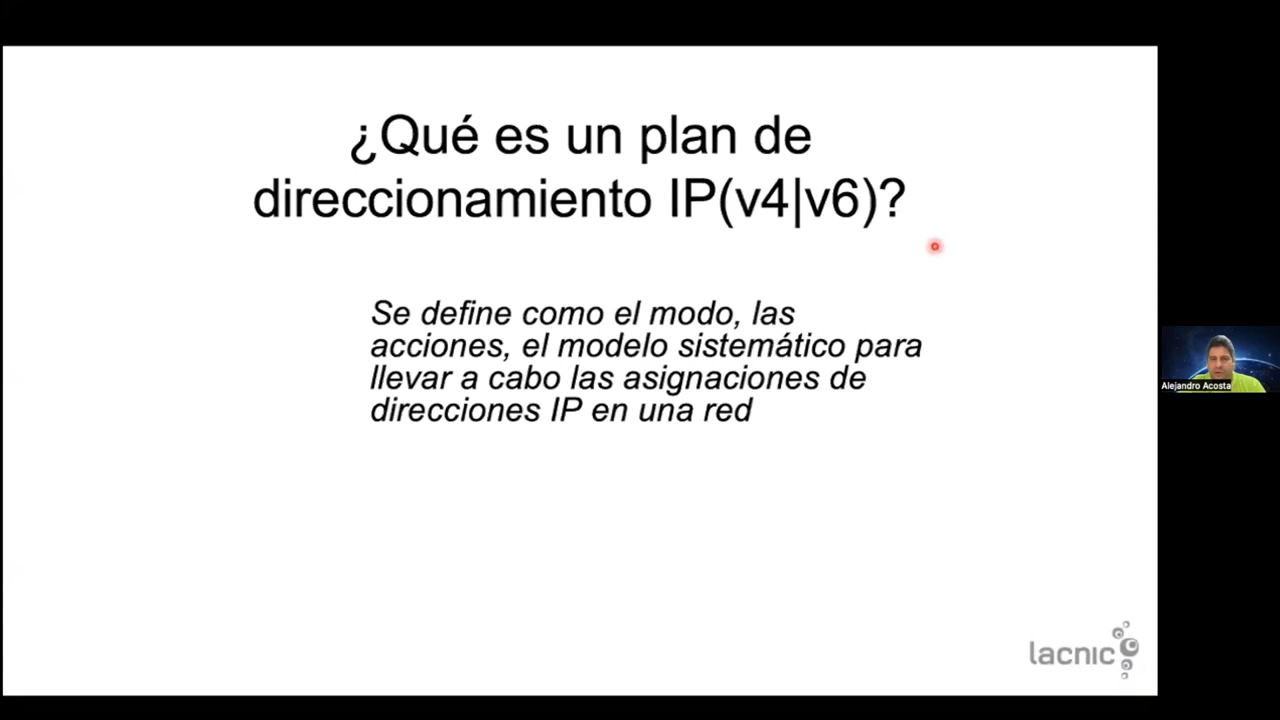 ¿Qué es un plan de
direccionamiento IP(v4|v6)?
Se define como el modo, las
acciones, el modelo sistemático para
llevar a cabo las asignaciones de
direcciones IP en una red
Alejandro Acosta
lacnic